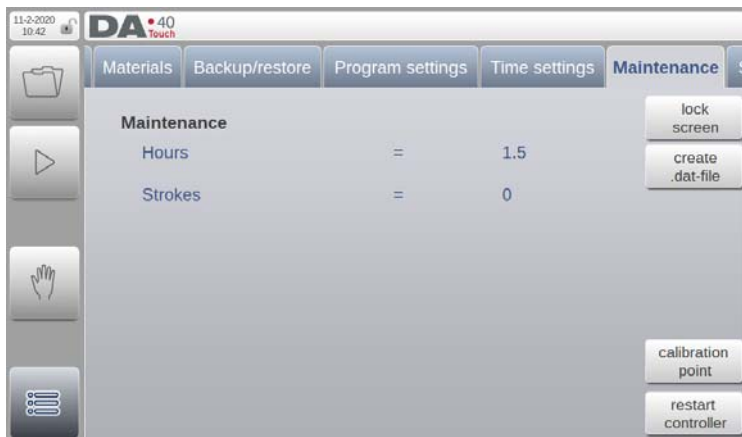 11-2-2020
10:42
DA•40
Touch
Materials Backup/restore Program settings Time settings Maintenance
Maintenance
Hours = 1.5
Strokes = 0
lock
screen
create
.dat-file
calibration
point
restart
controller